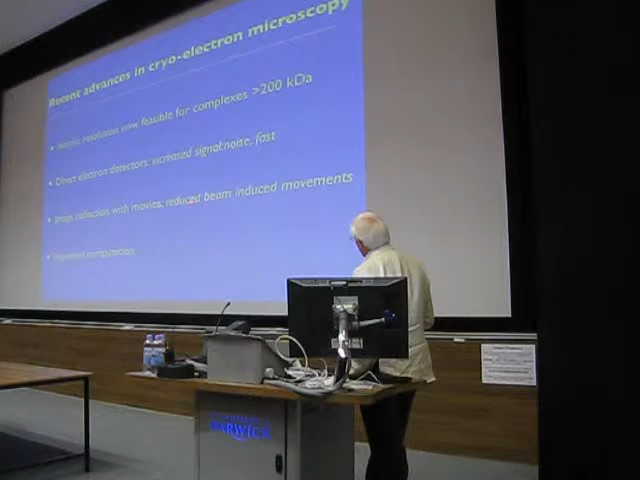 Recent advances in cryo-electron microscopy
• Atomic resolution now feasible for complexes >200 kDa
• Direct electron detectors: increased signal:noise, fast
• Image collection with movies: reduced beam induced movements
• Improved computation
WARWICK